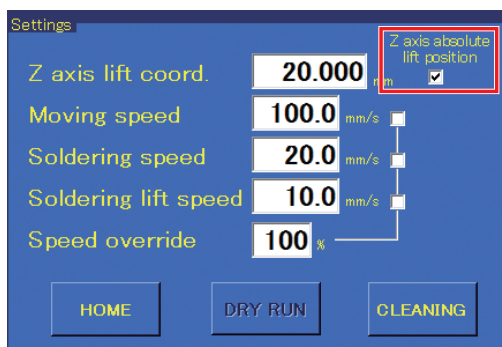 Settings
Z axis absolute
lift position
Z axis lift coord. 20.000 mm
Moving speed 100.0 mm/s
Soldering speed 20.0 mm/s
Soldering lift speed 10.0 mm/s
Speed override 100 %
HOME DRY RUN CLEANING